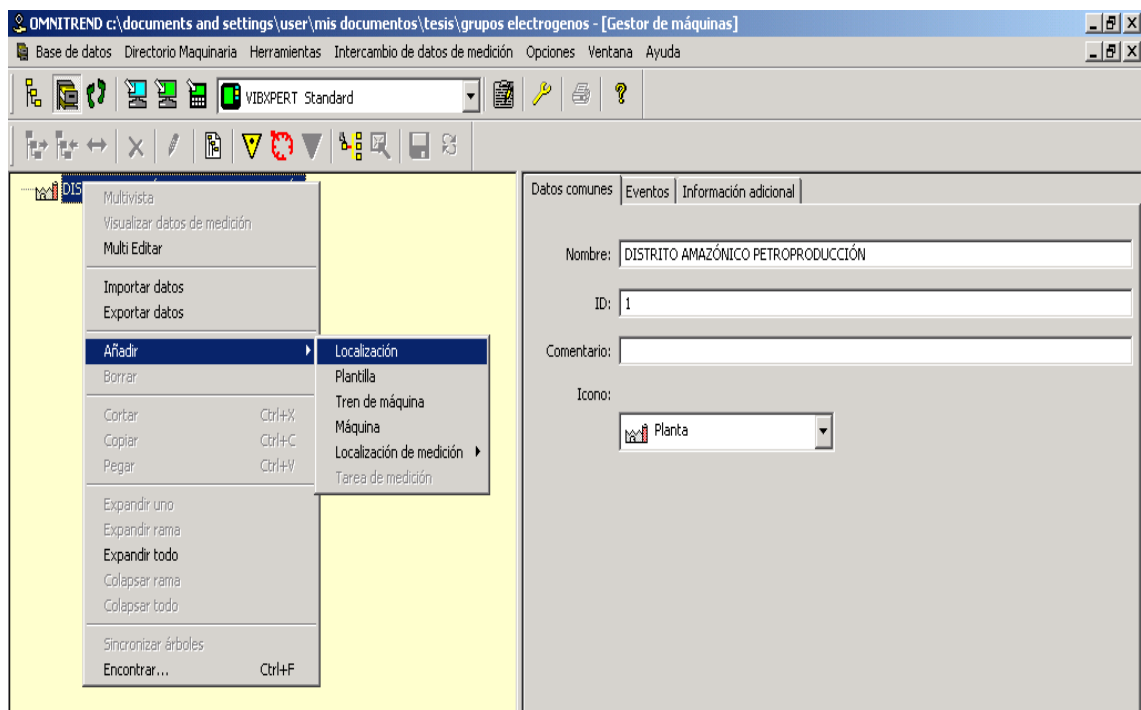 OMNITREND c:\documents and settings\user\mis documentos\tesis\grupos electrogenos - [Gestor de máquinas]
Base de datos Directorio Maquinaria Herramientas Intercambio de datos de medición Opciones Ventana Ayuda
VIBXPERT Standard
DIS
Multivista
Visualizar datos de medición
Multi Editar
Importar datos
Exportar datos
Añadir
Borrar
Cortar Ctrl+X
Copiar Ctrl+C
Pegar Ctrl+V
Expandir uno
Expandir rama
Expandir todo
Colapsar rama
Colapsar todo
Sincronizar árboles
Encontrar... Ctrl+F
Localización
Plantilla
Tren de máquina
Máquina
Localización de medición
Tarea de medición
Datos comunes Eventos Información adicional
Nombre: DISTRITO AMAZÓNICO PETROPRODUCCIÓN
ID: 1
Comentario:
Icono:
Planta